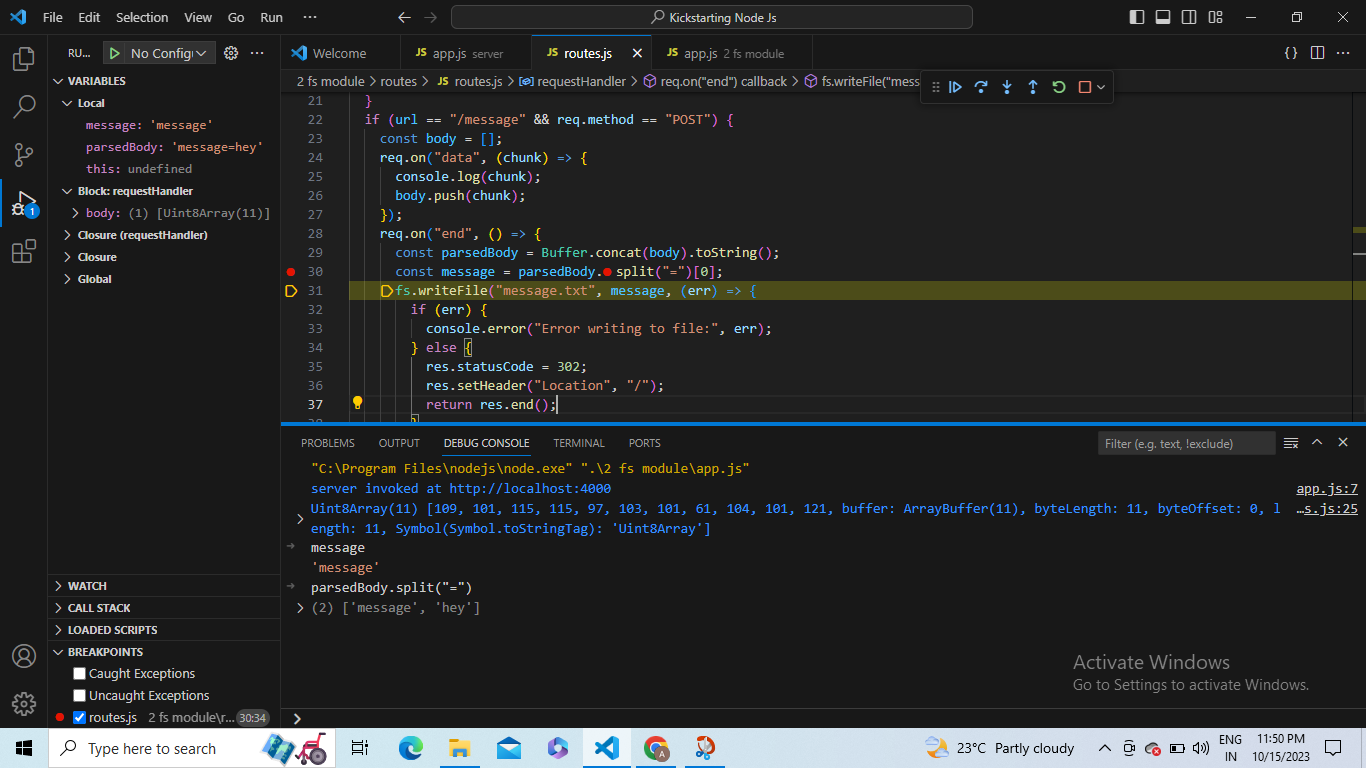 File Edit Selection View Go Run ··· Kickstarting Node Js
RU... No Configi ···
Welcome JS app.js server JS routes.js JS app.js 2 fs module
2 fs module > routes > JS routes.js > requestHandler > req.on("end") callback > fs.writeFile("mess
VARIABLES
Local
message: 'message'
parsedBody: 'message=hey'
this: undefined
Block: requestHandler
body: (1) [Uint8Array(11)]
Closure (requestHandler)
Closure
Global
WATCH
CALL STACK
LOADED SCRIPTS
BREAKPOINTS
Caught Exceptions
Uncaught Exceptions
routes.js 2 fs module\r... 30:34
1
21 }
22 if (url == "/message" && req.method == "POST") {
23 const body = [];
24 req.on("data", (chunk) => {
25 console.log(chunk);
26 body.push(chunk);
27 });
28 req.on("end", () => {
29 const parsedBody = Buffer.concat(body).toString();
30 const message = parsedBody.split("=")[0];
31 fs.writeFile("message.txt", message, (err) => {
32 if (err) {
33 console.error("Error writing to file:", err);
34 } else {
35 res.statusCode = 302;
36 res.setHeader("Location", "/");
37 return res.end();
PROBLEMS OUTPUT DEBUG CONSOLE TERMINAL PORTS Filter (e.g. text, !exclude)
"C:\Program Files\nodejs\node.exe" ".\2 fs module\app.js"
server invoked at http://localhost:4000 app.js:7
Uint8Array(11) [109, 101, 115, 115, 97, 103, 101, 61, 104, 101, 121, buffer: ArrayBuffer(11), byteLength: 11, byteOffset: 0, l …s.js:25
ength: 11, Symbol(Symbol.toStringTag): 'Uint8Array']
message
'message'
parsedBody.split("=")
(2) ['message', 'hey']
Activate Windows
Go to Settings to activate Windows.
Type here to search 23°C Partly cloudy
ENG
IN
11:50 PM
10/15/2023